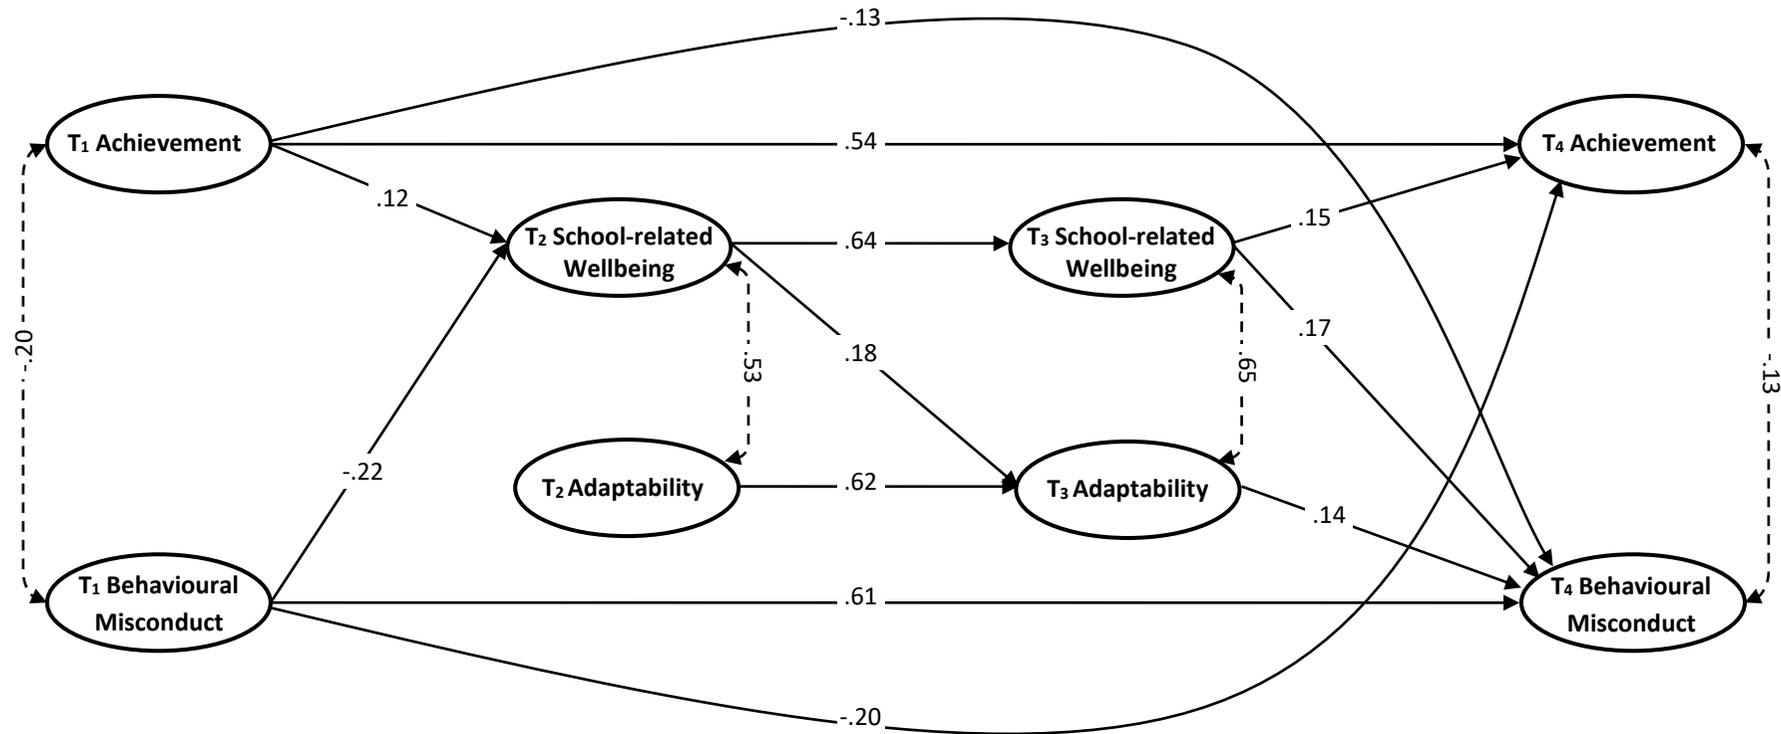 -.13
T₁ Achievement
.54
T₄ Achievement
.12
.15
T₂ School-related
Wellbeing
.64
T₃ School-related
Wellbeing
-.20
.53
.18
.65
.17
-.13
-.22
T₂ Adaptability
.62
T₃ Adaptability
.14
T₁ Behavioural
Misconduct
.61
T₄ Behavioural
Misconduct
-.20